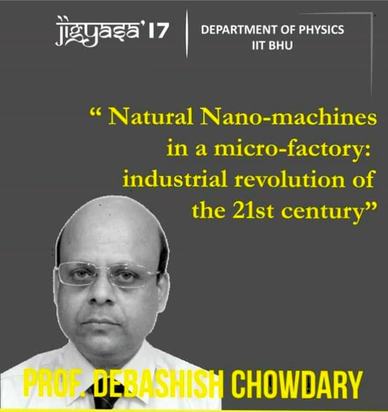 jigyasa'17
DEPARTMENT OF PHYSICS
IIT BHU
“ Natural Nano-machines
in a micro-factory:
industrial revolution of
the 21st century”
PROF. DEBASHISH CHOWDARY